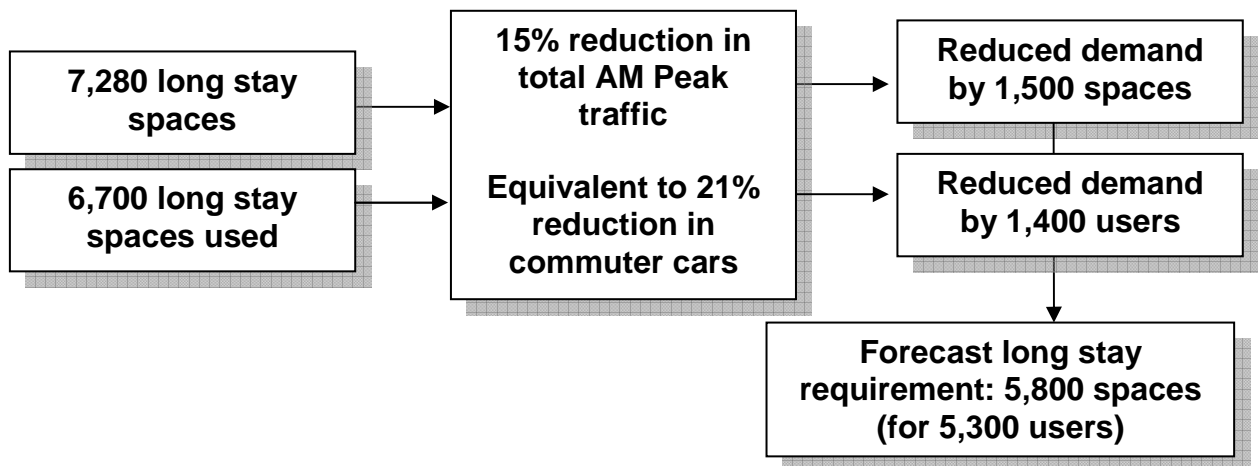 7,280 long stay
spaces
6,700 long stay
spaces used
15% reduction in
total AM Peak
traffic
Equivalent to 21%
reduction in
commuter cars
Reduced demand
by 1,500 spaces
Reduced demand
by 1,400 users
Forecast long stay
requirement: 5,800 spaces
(for 5,300 users)